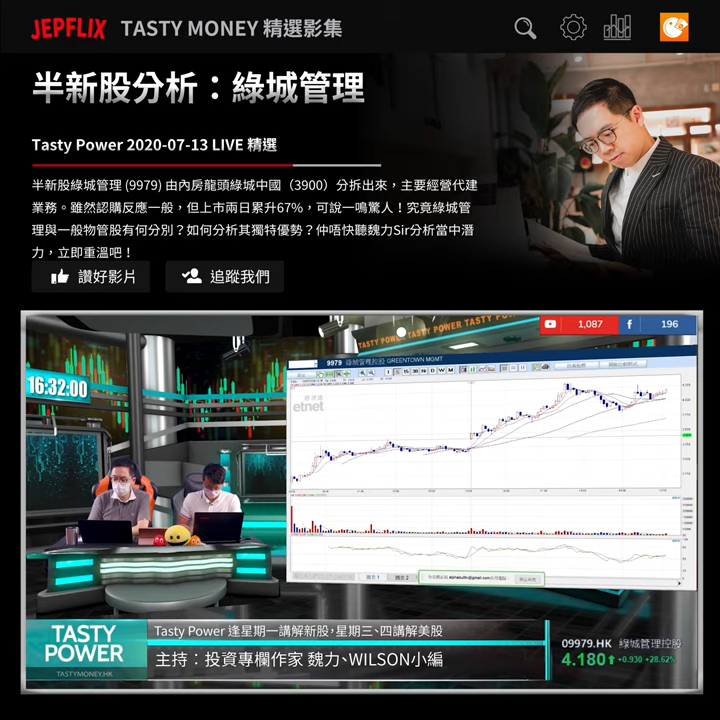 JEPFLIX TASTY MONEY 精選影集
半新股分析：綠城管理
Tasty Power 2020-07-13 LIVE 精選
半新股綠城管理 (9979) 由內房龍頭綠城中國（3900）分拆出來，主要經營代建
業務。雖然認購反應一般，但上市兩日累升67%，可說一鳴驚人！究竟綠城管
理與一般物管股有何分別？如何分析其獨特優勢？仲唔快聽魏力Sir分析當中潛
力，立即重溫吧！
讚好影片 追蹤我們
1,087 196
TASTY POWER TASTY POWER TASTY
16:32:00
9979 綠城管理控股 GREENTOWN MGMT
經濟通
etnet
TASTY
POWER
TASTYMONEY.HK
Tasty Power 逢星期一講解新股，星期三、四講解美股
主持：投資專欄作家 魏力、WILSON小編
09979.HK 綠城管理控股
4.180 +0.930 +28.62%